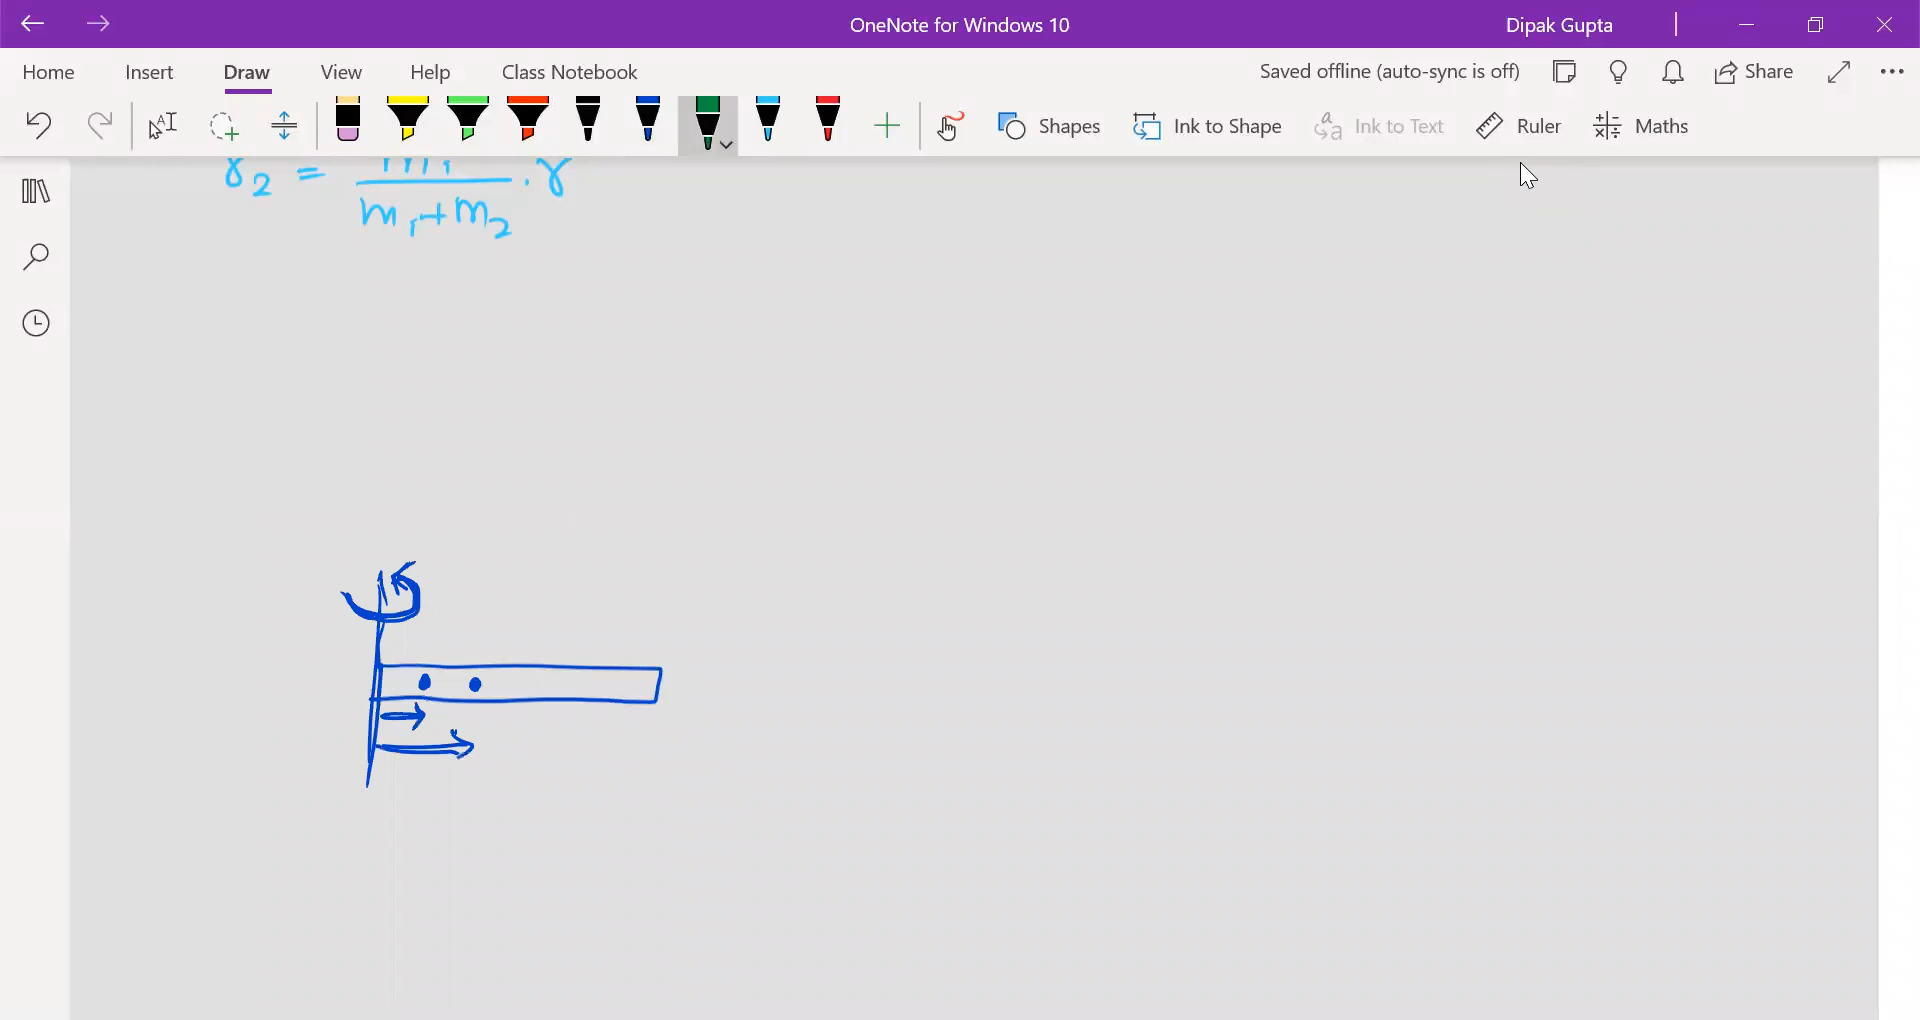 OneNote for Windows 10
Dipak Gupta
Home Insert Draw View Help Class Notebook
Saved offline (auto-sync is off) Share
Shapes Ink to Shape Ink to Text Ruler Maths
γ₂ = m₁ / m₁+m₂ . γ